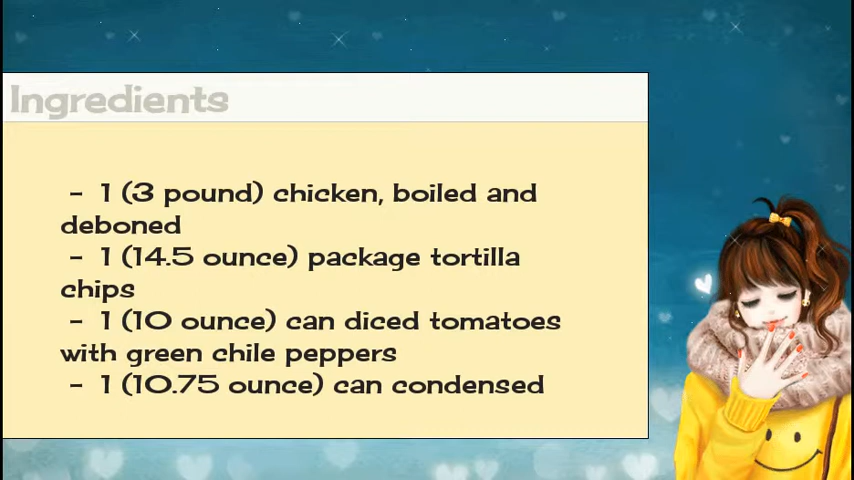 Ingredients
- 1 (3 pound) chicken, boiled and
deboned
- 1 (14.5 ounce) package tortilla
chips
- 1 (10 ounce) can diced tomatoes
with green chile peppers
- 1 (10.75 ounce) can condensed